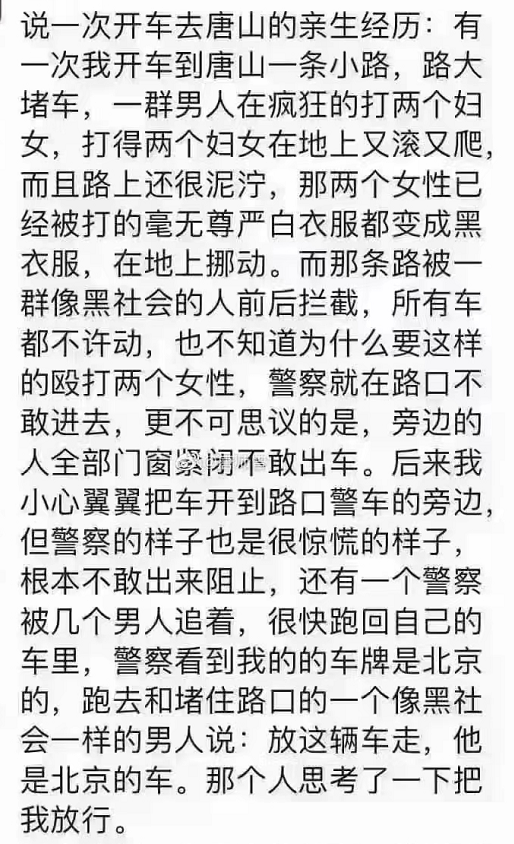 说一次开车去唐山的亲生经历：有
一次我开车到唐山一条小路，路大
堵车，一群男人在疯狂的打两个妇
女，打得两个妇女在地上又滚又爬，
而且路上还很泥泞，那两个女性已
经被打的毫无尊严白衣服都变成黑
衣服，在地上挪动。而那条路被一
群像黑社会的人前后拦截，所有车
都不许动，也不知道为什么要这样
的殴打两个女性，警察就在路口不
敢进去，更不可思议的是，旁边的
人全部门窗紧闭不敢出车。后来我
小心翼翼把车开到路口警车的旁边，
但警察的样子也是很惊慌的样子，
根本不敢出来阻止，还有一个警察
被几个男人追着，很快跑回自己的
车里，警察看到我的的车牌是北京
的，跑去和堵住路口的一个像黑社
会一样的男人说：放这辆车走，他
是北京的车。那个人思考了一下把
我放行。